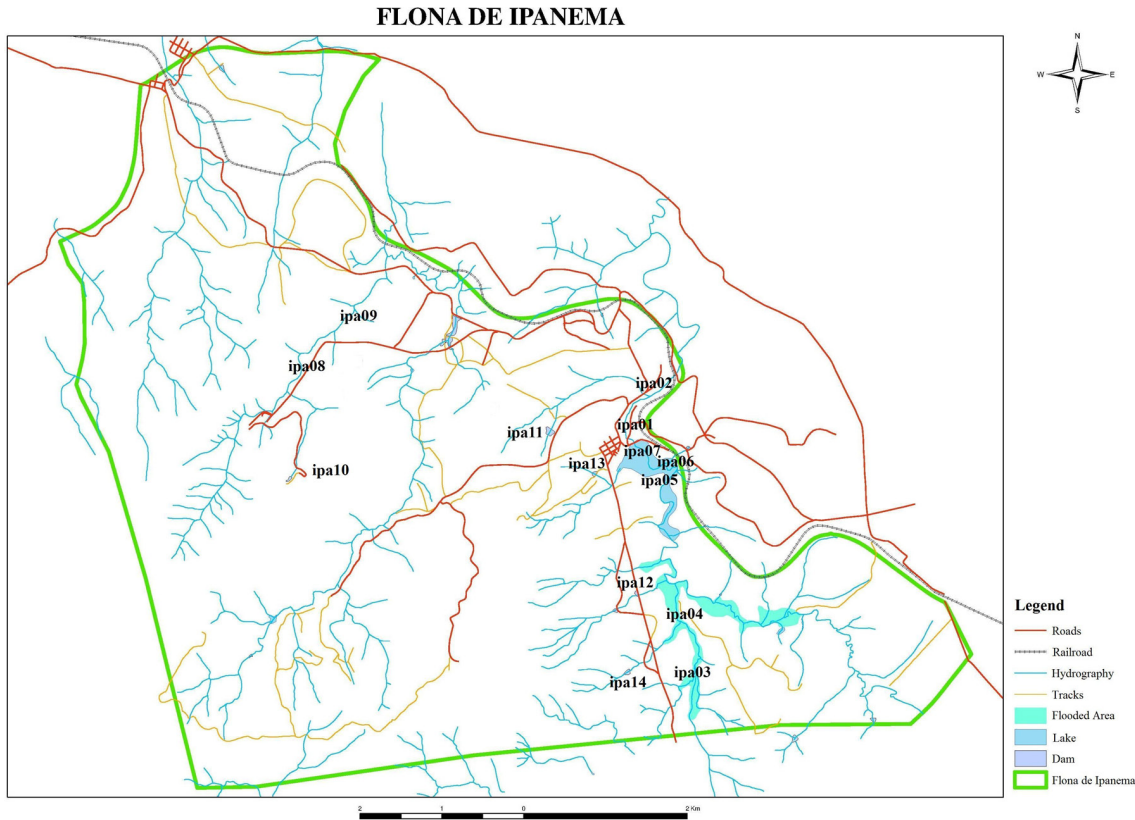 FLONA DE IPANEMA
N
W E
S
ipa09
ipa08
ipa02
ipa01
ipa11
ipa07
ipa06
ipa13
ipa10
ipa05
ipa12
ipa04
ipa03
ipa14
Legend
Roads
Railroad
Hydrography
Tracks
Flooded Area
Lake
Dam
Flona de Ipanema
2 1 0 2 Km